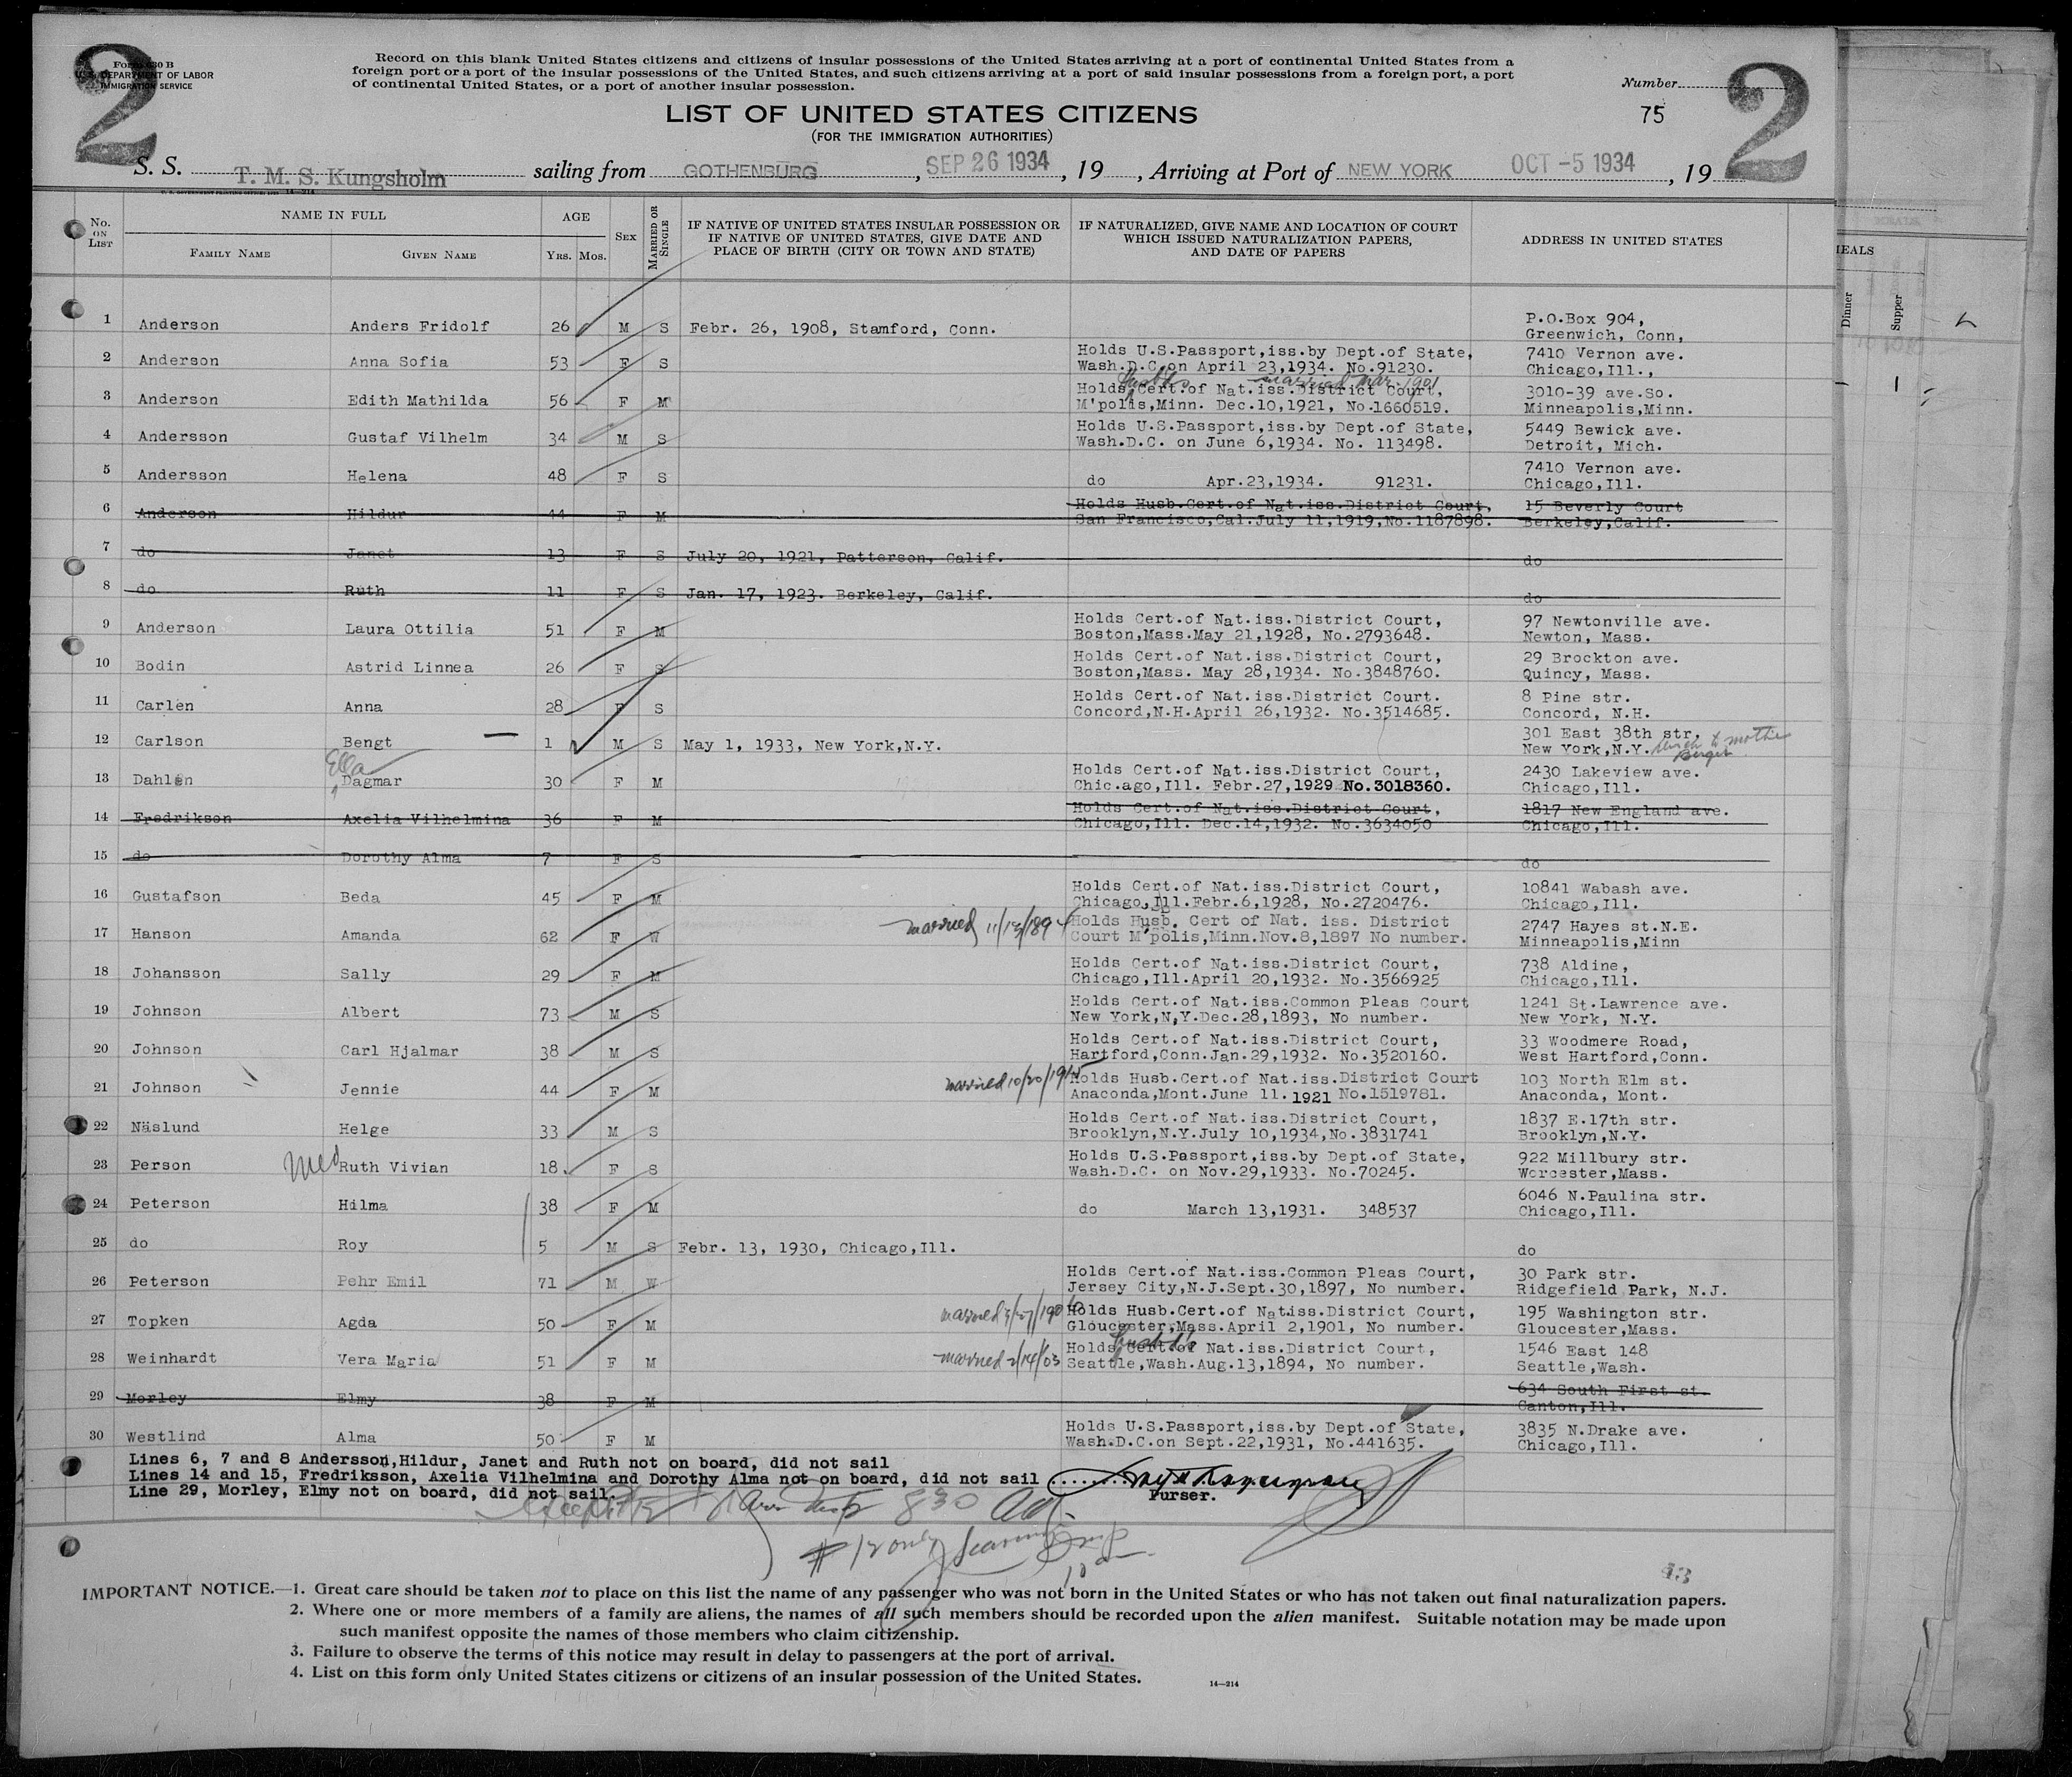 2 2
Form 630 B
U. S. DEPARTMENT OF LABOR
IMMIGRATION SERVICE
Record on this blank United States citizens and citizens of insular possessions of the United States arriving at a port of continental United States from a
foreign port or a port of the insular possessions of the United States, and such citizens arriving at a port of said insular possessions from a foreign port, a port
of continental United States, or a port of another insular possession.
Number
75
LIST OF UNITED STATES CITIZENS
(FOR THE IMMIGRATION AUTHORITIES)
S. S. T. M. S. Kungsholm sailing from GOTHENBURG, SEP 26 1934, 19 , Arriving at Port of NEW YORK OCT -5 1934, 19
No. ON LIST
NAME IN FULL
FAMILY NAME GIVEN NAME
AGE
YRS. MOS.
SEX
MARRIED OR SINGLE
IF NATIVE OF UNITED STATES INSULAR POSSESSION OR
IF NATIVE OF UNITED STATES, GIVE DATE AND
PLACE OF BIRTH (CITY OR TOWN AND STATE)
IF NATURALIZED, GIVE NAME AND LOCATION OF COURT
WHICH ISSUED NATURALIZATION PAPERS,
AND DATE OF PAPERS
ADDRESS IN UNITED STATES
MEALS
Dinner
Supper
1 Anderson Anders Fridolf 26 M S Febr. 26, 1908, Stamford, Conn. P.O.Box 904,
Greenwich, Conn,
2 Anderson Anna Sofia 53 F S Holds U.S.Passport,iss.by Dept.of State, 7410 Vernon ave.
Wash.D.C.on April 23,1934. No.91230. Chicago,Ill.,
married Mar. 1901
3 Anderson Edith Mathilda 56 F M Holds Cert.of Nat.iss.District Court, 3010-39 ave.So.
M'polis,Minn. Dec.10,1921, No.1660519. Minneapolis,Minn.
4 Andersson Gustaf Vilhelm 34 M S Holds U.S.Passport,iss.by Dept.of State, 5449 Bewick ave.
Wash.D.C. on June 6,1934. No. 113498. Detroit, Mich.
5 Andersson Helena 48 F S do Apr.23,1934. 91231. 7410 Vernon ave.
Chicago,Ill.
6 Anderson Hildur 44 F M Holds Husb.Cert.of Nat.iss.District Court, 15 Beverly Court
San Francisco,Cal.July 11,1919,No.1187898. Berkeley,Calif.
7 do Janet 13 F S July 20, 1921, Patterson, Calif. do
8 do Ruth 11 F S Jan. 17, 1923. Berkeley, Calif. do
9 Anderson Laura Ottilia 51 F M Holds Cert.of Nat.iss.District Court, 97 Newtonville ave.
Boston,Mass.May 21,1928, No.2793648. Newton, Mass.
10 Bodin Astrid Linnea 26 F S Holds Cert.of Nat.iss.District Court, 29 Brockton ave.
Boston,Mass. May 28,1934. No.3848760. Quincy, Mass.
11 Carlen Anna 28 F S Holds Cert.of Nat.iss.District Court. 8 Pine str.
Concord,N.H.April 26,1932. No.3514685. Concord, N.H.
12 Carlson Bengt 1 M S May 1, 1933, New York,N.Y. 301 East 38th str,
New York,N.Y. mother
Ella
13 Dahlen Dagmar 30 F M Holds Cert.of Nat.iss.District Court, 2430 Lakeview ave.
Chic.ago,Ill. Febr.27,1929 No.3018360. Chicago,Ill.
14 Fredrikson Axelia Vilhelmina 36 F M Holds Cert.of Nat.iss.District Court, 1817 New England ave.
Chicago,Ill. Dec.14,1932. No.3634050 Chicago,Ill.
15 do Dorothy Alma 7 F S do
16 Gustafson Beda 45 F M Holds Cert.of Nat.iss.District Court, 10841 Wabash ave.
Chicago,Ill.Febr.6,1928, No.2720476. Chicago,Ill.
17 Hanson Amanda 62 F W married 11/13/1894 Holds Husb. Cert of Nat. iss. District 2747 Hayes st.N.E.
Court M'polis,Minn.Nov.8,1897 No number. Minneapolis,Minn
18 Johansson Sally 29 F M Holds Cert.of Nat.iss.District Court, 738 Aldine,
Chicago,Ill.April 20,1932. No.3566925 Chicago,Ill.
19 Johnson Albert 73 M S Holds Cert.of Nat.iss.Common Pleas Court 1241 St.Lawrence ave.
New York,N,Y.Dec.28,1893, No number. New York, N.Y.
20 Johnson Carl Hjalmar 38 M S Holds Cert.of Nat.iss.District Court, 33 Woodmere Road,
Hartford,Conn.Jan.29,1932. No.3520160. West Hartford,Conn.
21 Johnson Jennie 44 F M married 10/20/1915 Holds Husb.Cert.of Nat.iss.District Court 103 North Elm st.
Anaconda,Mont.June 11.1921 No.1519781. Anaconda, Mont.
22 Näslund Helge 33 M S Holds Cert.of Nat.iss.District Court, 1837 E.17th str.
Brooklyn,N.Y.July 10,1934,No.3831741 Brooklyn,N.Y.
23 Person Ruth Vivian 18 F S Holds U.S.Passport,iss.by Dept.of State, 922 Millbury str.
Wash.D.C. on Nov.29,1933. No.70245. Worcester,Mass.
24 Peterson Hilma 38 F M do March 13,1931. 348537 6046 N.Paulina str.
Chicago,Ill.
25 do Roy 5 M S Febr. 13, 1930, Chicago,Ill. do
26 Peterson Pehr Emil 71 M W Holds Cert.of Nat.iss.Common Pleas Court, 30 Park str.
Jersey City,N.J.Sept.30,1897, No number. Ridgefield Park, N.J.
27 Topken Agda 50 F M married Holds Husb.Cert.of Nat.iss.District Court, 195 Washington str.
Gloucester,Mass.April 2,1901, No number. Gloucester,Mass.
28 Weinhardt Vera Maria 51 F M married 2/14/03 Holds Cert.of Nat.iss.District Court, 1546 East 148
Seattle,Wash.Aug.13,1894, No number. Seattle,Wash.
29 Morley Elmy 38 F M 634 South First st.
Canton,Ill.
30 Westlind Alma 50 F M Holds U.S.Passport,iss.by Dept.of State, 3835 N.Drake ave.
Wash.D.C.on Sept.22,1931, No.441635. Chicago,Ill.
Lines 6, 7 and 8 Andersson,Hildur, Janet and Ruth not on board, did not sail
Lines 14 and 15, Fredriksson, Axelia Vilhelmina and Dorothy Alma not on board, did not sail
Line 29, Morley, Elmy not on board, did not sail.
Purser.
830
# 12 only
43
IMPORTANT NOTICE.—1. Great care should be taken not to place on this list the name of any passenger who was not born in the United States or who has not taken out final naturalization papers.
2. Where one or more members of a family are aliens, the names of all such members should be recorded upon the alien manifest. Suitable notation may be made upon
such manifest opposite the names of those members who claim citizenship.
3. Failure to observe the terms of this notice may result in delay to passengers at the port of arrival.
4. List on this form only United States citizens or citizens of an insular possession of the United States.
14—214